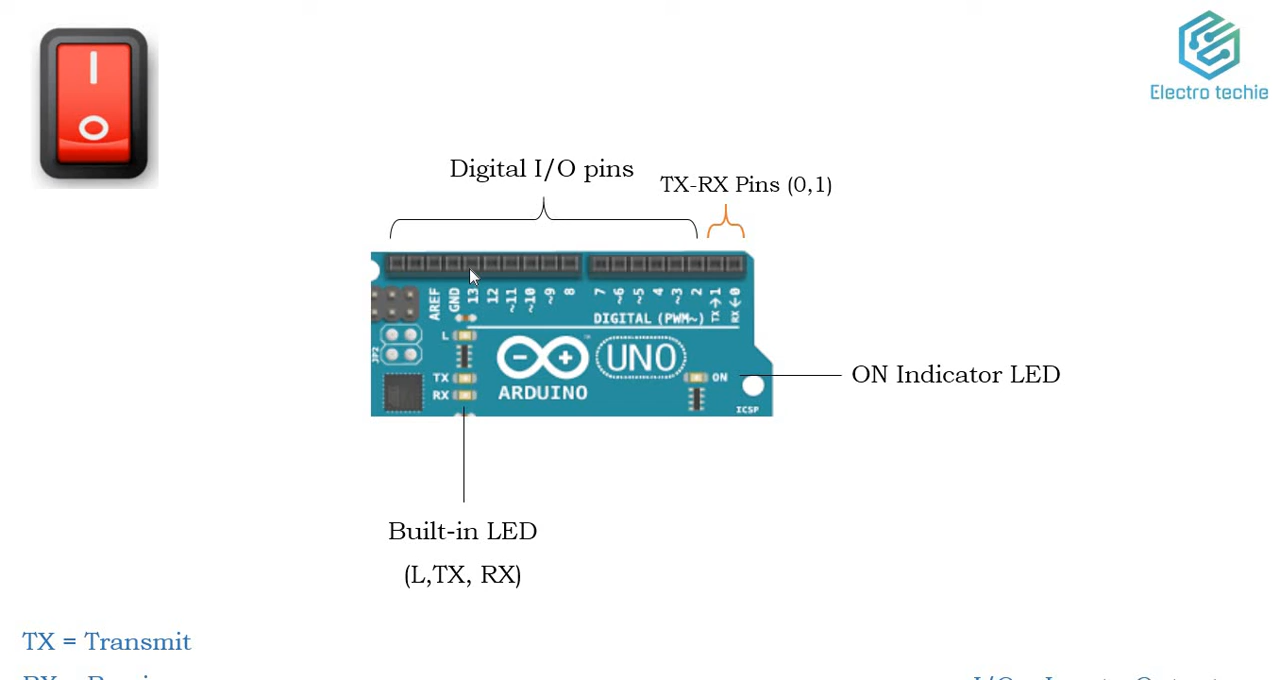 Electro techie
Digital I/O pins
TX-RX Pins (0,1)
AREF
GND
13
12
~11
~10
~9
8
7
~6
~5
4
~3
2
TX→1
RX←0
DIGITAL (PWM~)
L
JP2
TX
RX
UNO
ARDUINO
ON
ICSP
ON Indicator LED
Built-in LED
(L,TX, RX)
TX = Transmit